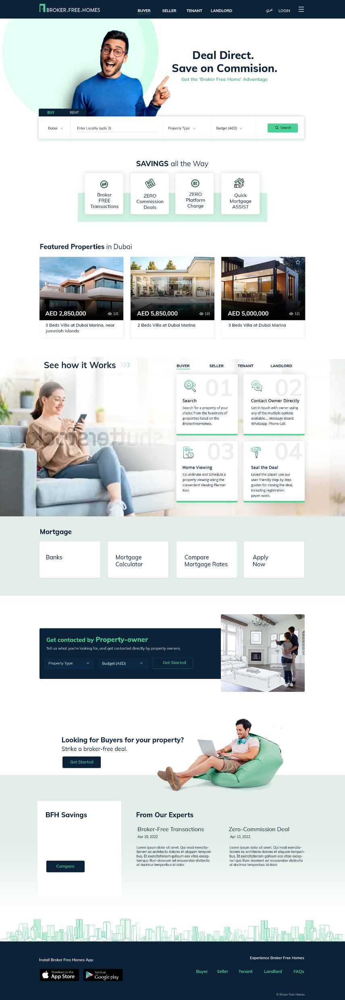 BROKER.FREE.HOMES
BUYER SELLER TENANT LANDLORD
عربي LOGIN
Deal Direct.
Save on Commision.
Get the ‘Broker Free Home’ Advantage
BUY RENT
Dubai Enter Locality (upto 3) Property Type Budget (AED) Search
SAVINGS all the Way
Broker
FREE
Transactions
NO
FEE
ZERO
Commission
Deals
0%
ZERO
Platform
Charge
%
Quick
Mortgage
ASSIST
Featured Properties in Dubai
AED 2,850,000 121
3 Beds Villa at Dubai Marina, near
Jumeriah Islands
AED 5,850,000 121
2 Beds Villa at Dubai Marina
AED 5,000,000 121
3 Beds Villa at Dubai Marina
See how it Works
shutterstock
BUYER SELLER TENANT LANDLORD
01
Search
Search for a property of your
choice from the hundreds of
properties listed on the
BrokerFreeHomes.
02
Contact Owner Directly
Get in touch with owner using
any of the multiple options
available.... Message Board,
Whatsapp, Phone Call.
03
Home Viewing
Co-ordinate and Schedule a
property viewing using the
convenient Viewing Planner
tool.
04
Seal the Deal
Loved the place? Use our
user-friendly step-by-step
guides for closing the deal,
including registration
paper-work.
Mortgage
Banks
Mortgage
Calculator
Compare
Mortgage Rates
Apply
Now
Get contacted by Property-owner
Tell us what you're looking for, and get contacted directly by property owners.
Property Type Budget (AED) Get Started
gettyimages
Looking for Buyers for your property?
Strike a broker-free deal.
Get Started
BFH Savings
Compare
From Our Experts
Broker-Free Transactions
Apr 10, 2022
Lorem ipsum dolor sit amet. Qui modi exercita-
tionem ex architecto dolores et aliquam tempori-
bus. Et exercitationem galisum eos vitae excep-
turi quo illum deserunt ad recusandae distinctio
ut ducimus temporibus id dolor.
Zero-Commission Deal
Apr 10, 2022
Lorem ipsum dolor sit amet. Qui modi exercita-
tionem ex architecto dolores et aliquam tempori-
bus. Et exercitationem galisum eos vitae excep-
turi quo illum deserunt ad recusandae distinctio
ut ducimus temporibus id dolor.
Install Broker Free Homes App
Download on the
App Store
Get it on
Google play
Experience Broker Free Homes
Buyer Seller Tenant Landlord FAQs
© Broker Free Homes